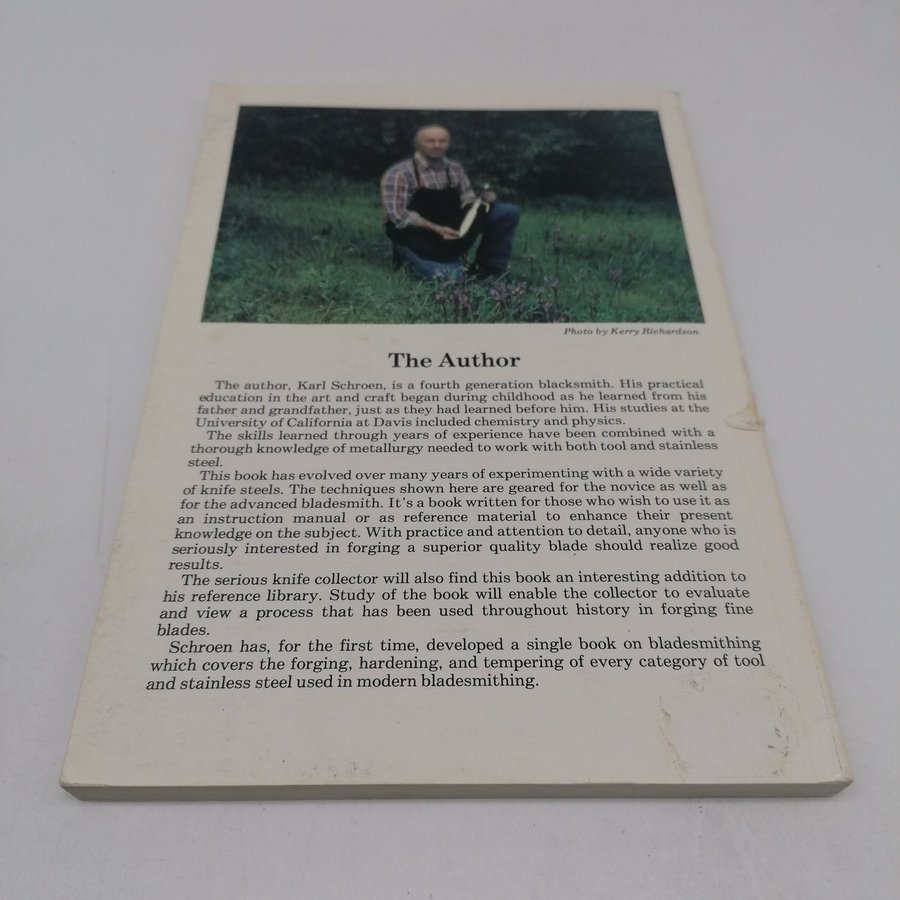 Photo by Kerry Richardson
The Author
The author, Karl Schroen, is a fourth generation blacksmith. His practical
education in the art and craft began during childhood as he learned from his
father and grandfather, just as they had learned before him. His studies at the
University of California at Davis included chemistry and physics.
The skills learned through years of experience have been combined with a
thorough knowledge of metallurgy needed to work with both tool and stainless
steel.
This book has evolved over many years of experimenting with a wide variety
of knife steels. The techniques shown here are geared for the novice as well as
for the advanced bladesmith. It's a book written for those who wish to use it as
an instruction manual or as reference material to enhance their present
knowledge on the subject. With practice and attention to detail, anyone who is
seriously interested in forging a superior quality blade should realize good
results.
The serious knife collector will also find this book an interesting addition to
his reference library. Study of the book will enable the collector to evaluate
and view a process that has been used throughout history in forging fine
blades.
Schroen has, for the first time, developed a single book on bladesmithing
which covers the forging, hardening, and tempering of every category of tool
and stainless steel used in modern bladesmithing.